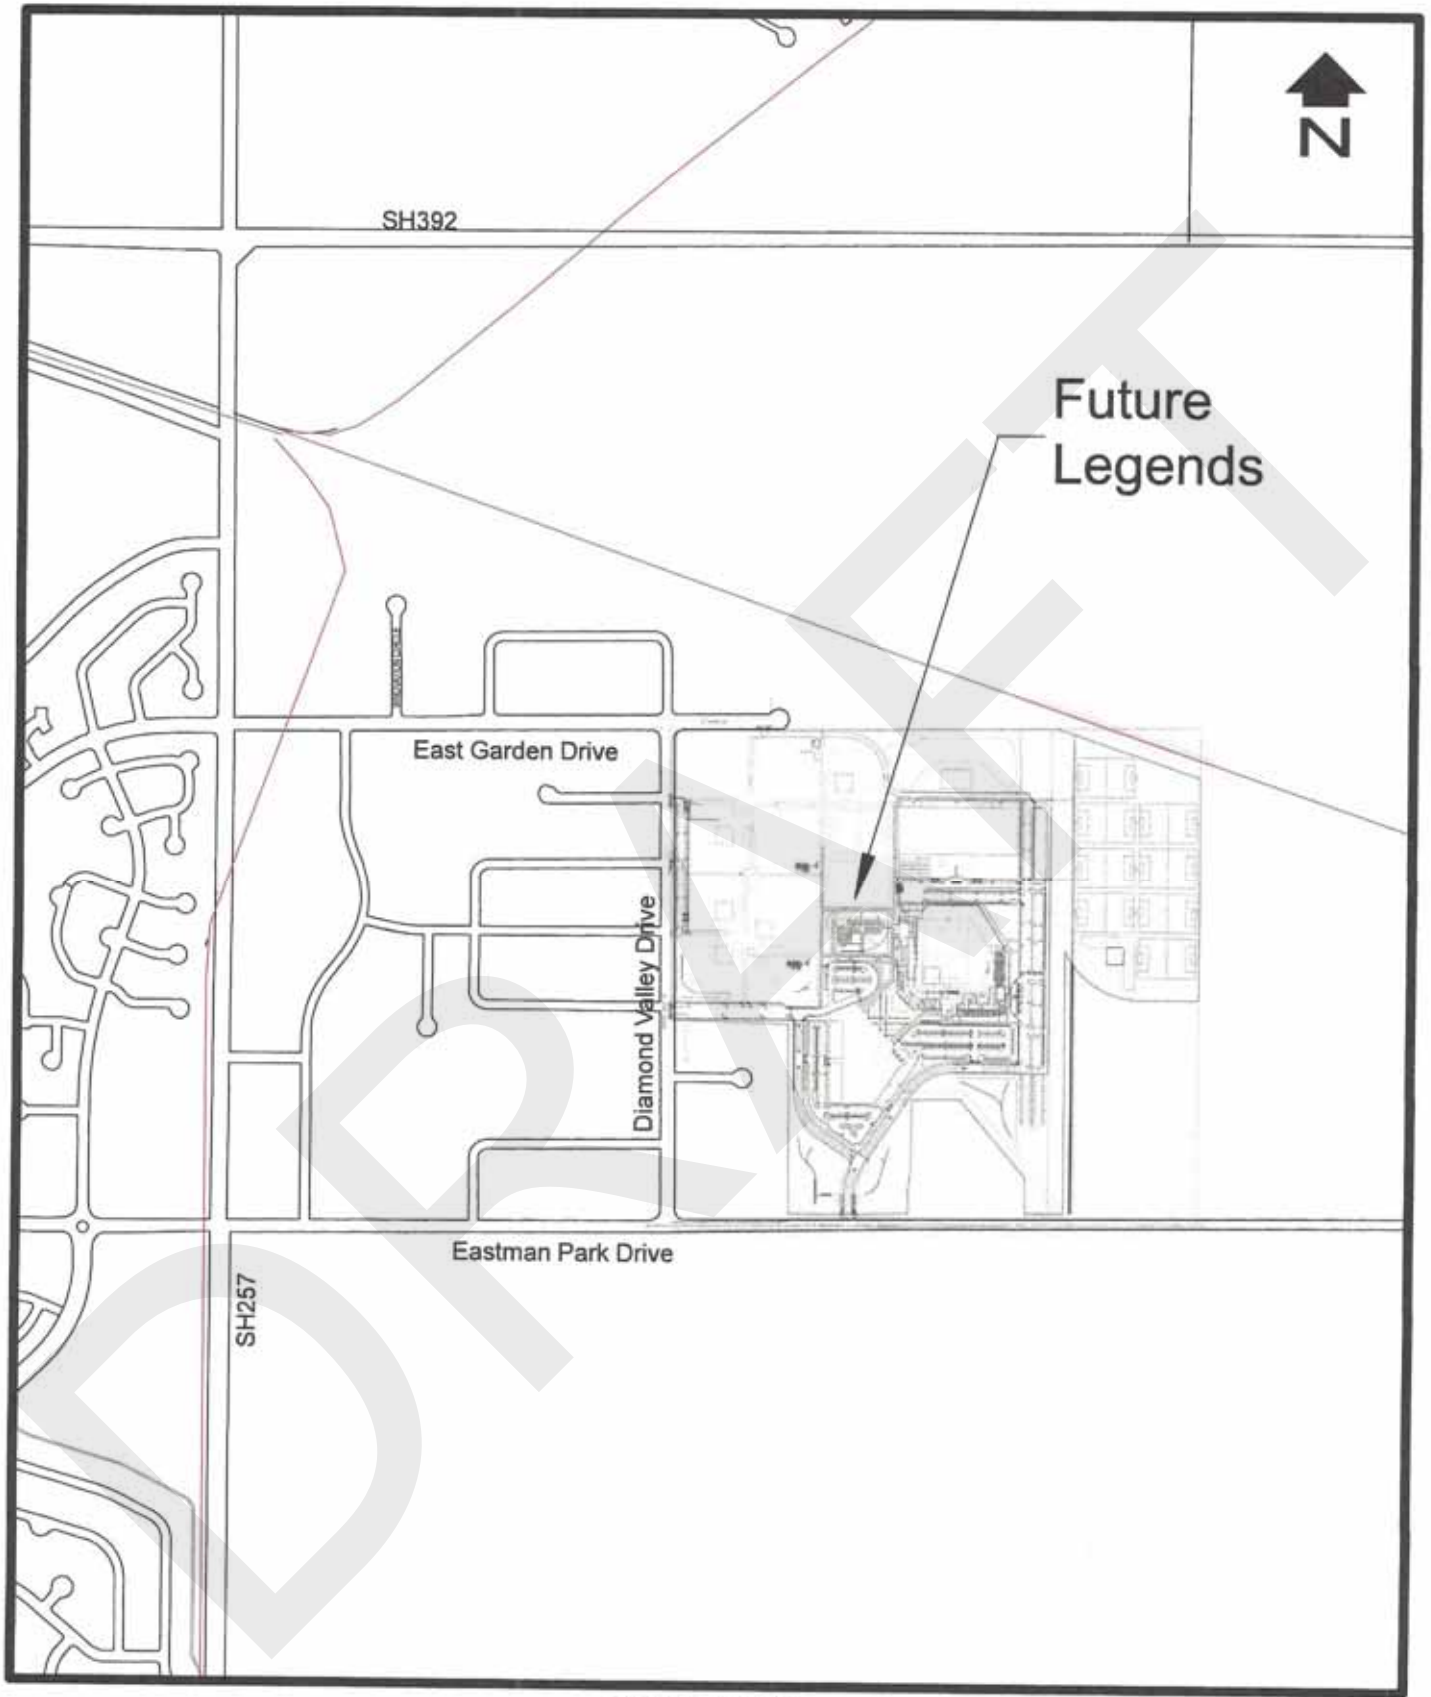 N
SH392
Future
Legends
East Garden Drive
Diamond Valley Drive
Eastman Park Drive
SH257
DRAFT